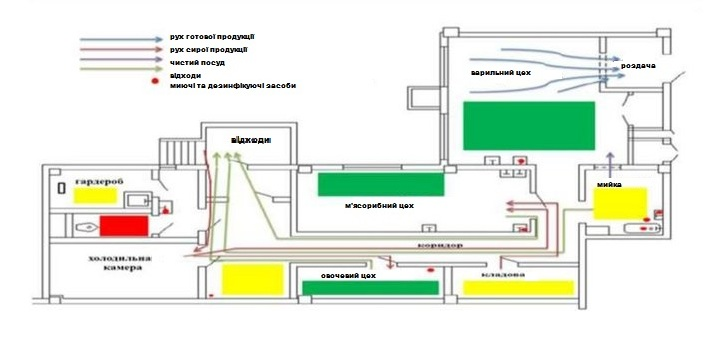 рух готової продукції
рух сирої продукції
чистий посуд
відходи
миючі та дезинфікуючі засоби
варильний цех
роздача
відходи
гардероб
м'ясорибний цех
мийка
коридор
холодильна
камера
овочевий цех
кладова